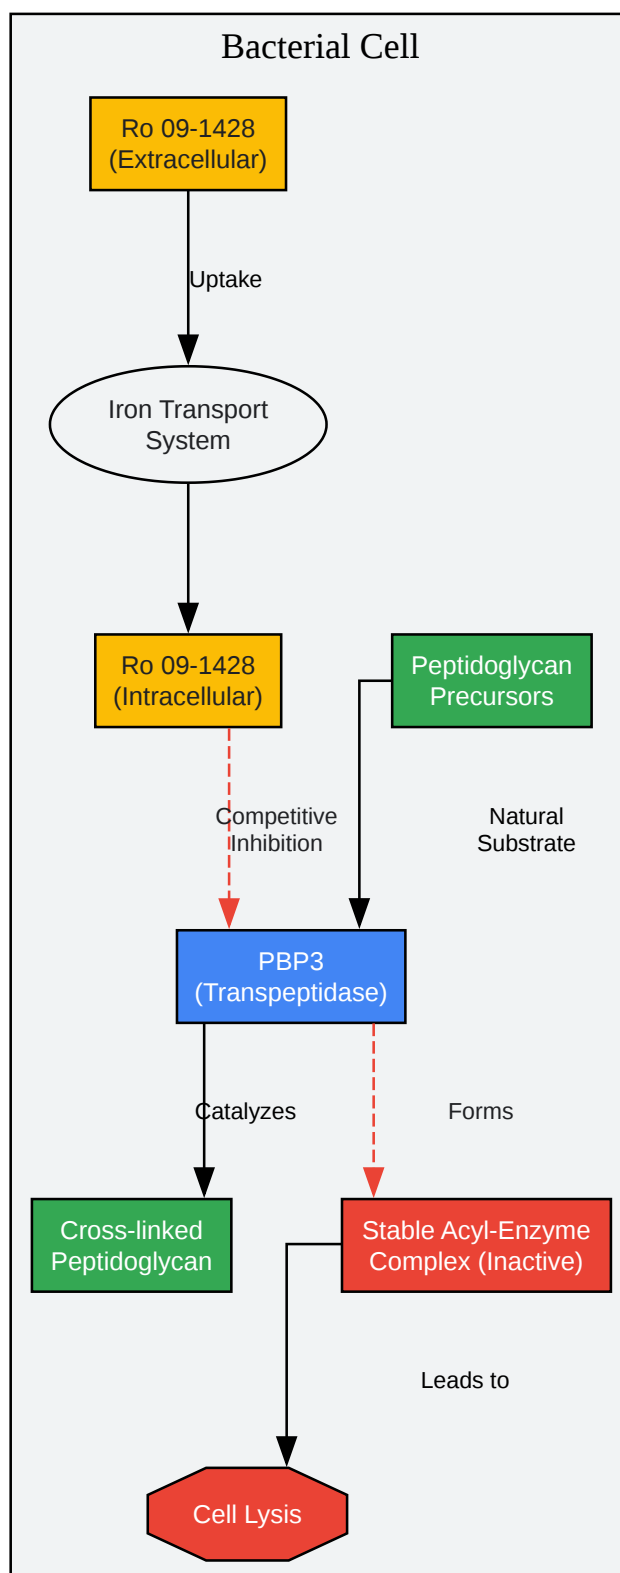 Bacterial Cell
Ro 09-1428
(Extracellular)
Uptake
Iron Transport
System
Ro 09-1428
(Intracellular)
Peptidoglycan
Precursors
Competitive
Inhibition
Natural
Substrate
PBP3
(Transpeptidase)
Catalyzes
Forms
Cross-linked
Peptidoglycan
Stable Acyl-Enzyme
Complex (Inactive)
Leads to
Cell Lysis